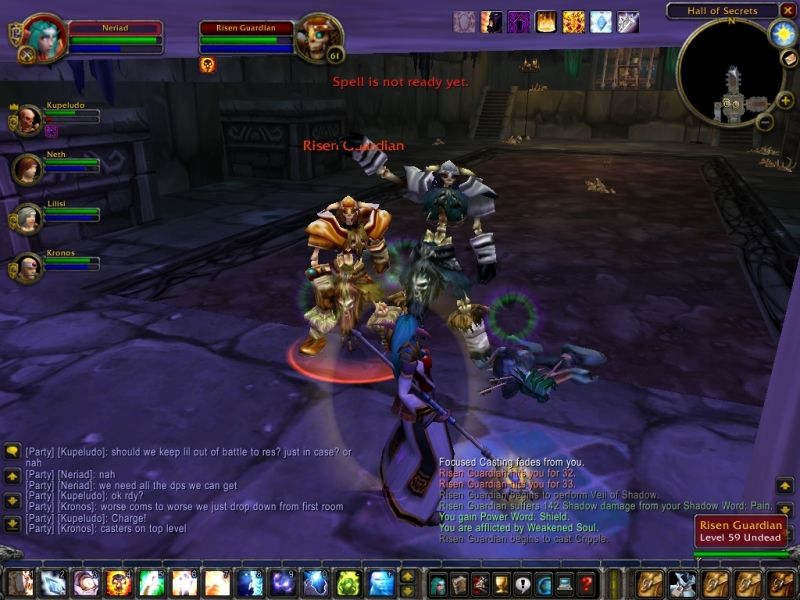 Neriad
Risen Guardian
61
Hall of Secrets
N
Spell is not ready yet.
Risen Guardian
Kupeludo
Neth
Lilisi
Kronos
[Party] [Kupeludo]: should we keep lil out of battle to res? just in case? or
nah
[Party] [Neriad]: nah
[Party] [Neriad]: we need all the dps we can get
[Party] [Kupeludo]: ok rdy?
[Party] [Kronos]: worse coms to worse we just drop down from first room
[Party] [Kupeludo]: Charge!
[Party] [Kronos]: casters on top level
Focused Casting fades from you.
Risen Guardian hits you for 32.
Risen Guardian hits you for 33.
Risen Guardian begins to perform Veil of Shadow.
Risen Guardian suffers 142 Shadow damage from your Shadow Word: Pain.
You gain Power Word: Shield.
You are afflicted by Weakened Soul.
Risen Guardian begins to cast Cripple.
Risen Guardian
Level 59 Undead